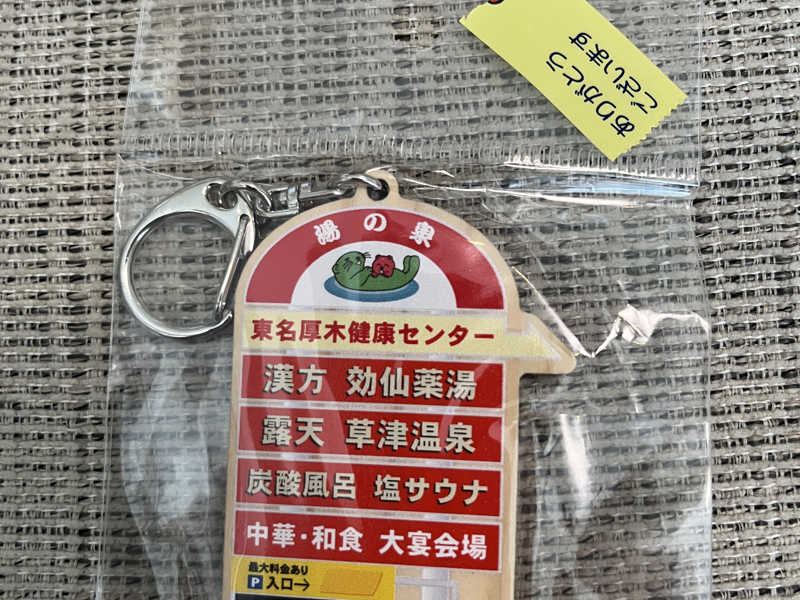 ありがとう
ございます
湯の泉
東名厚木健康センター
漢方 効仙薬湯
露天 草津温泉
炭酸風呂 塩サウナ
中華・和食 大宴会場
最大料金あり
P入口→